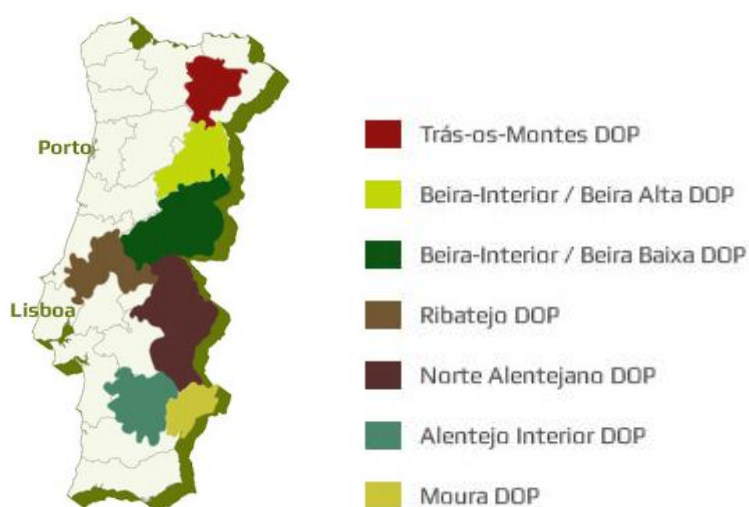 Porto
Lisboa
Trás-os-Montes DOP
Beira-Interior / Beira Alta DOP
Beira-Interior / Beira Baixa DOP
Ribatejo DOP
Norte Alentejano DOP
Alentejo Interior DOP
Moura DOP